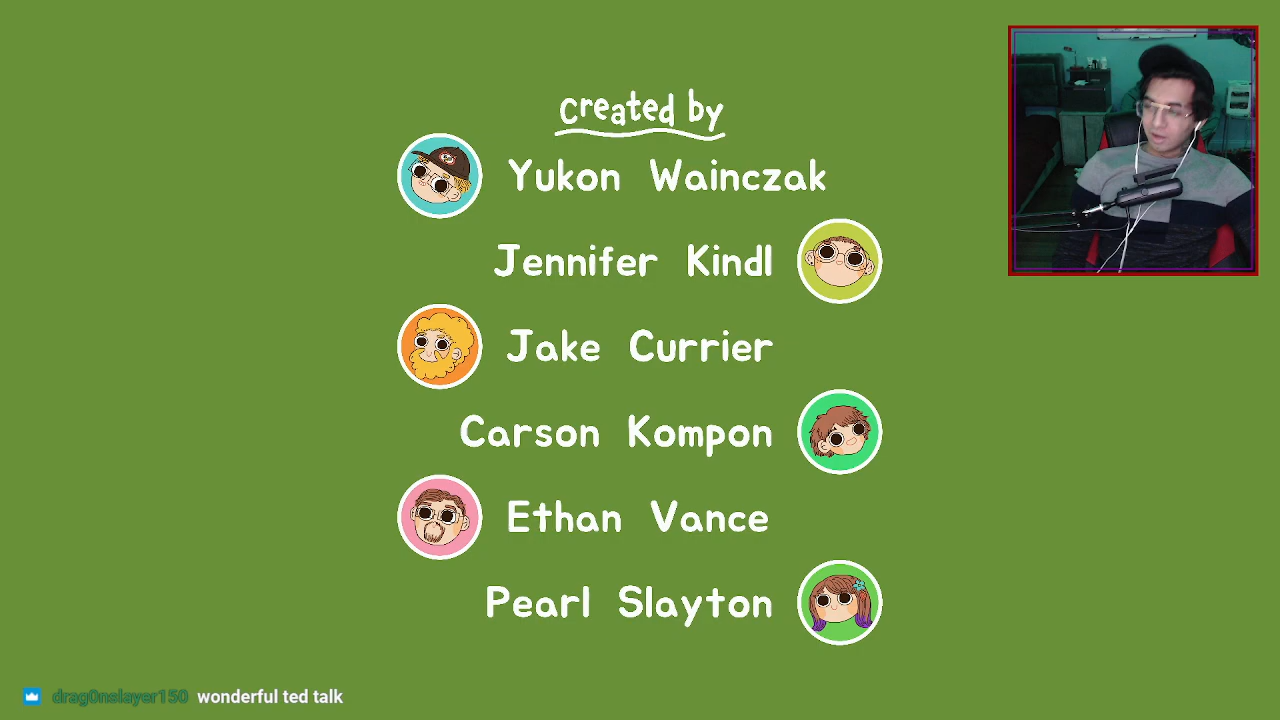 created by
Yukon Wainczak
Jennifer Kindl
Jake Currier
Carson Kompon
Ethan Vance
Pearl Slayton
drag0nslayer150 wonderful ted talk